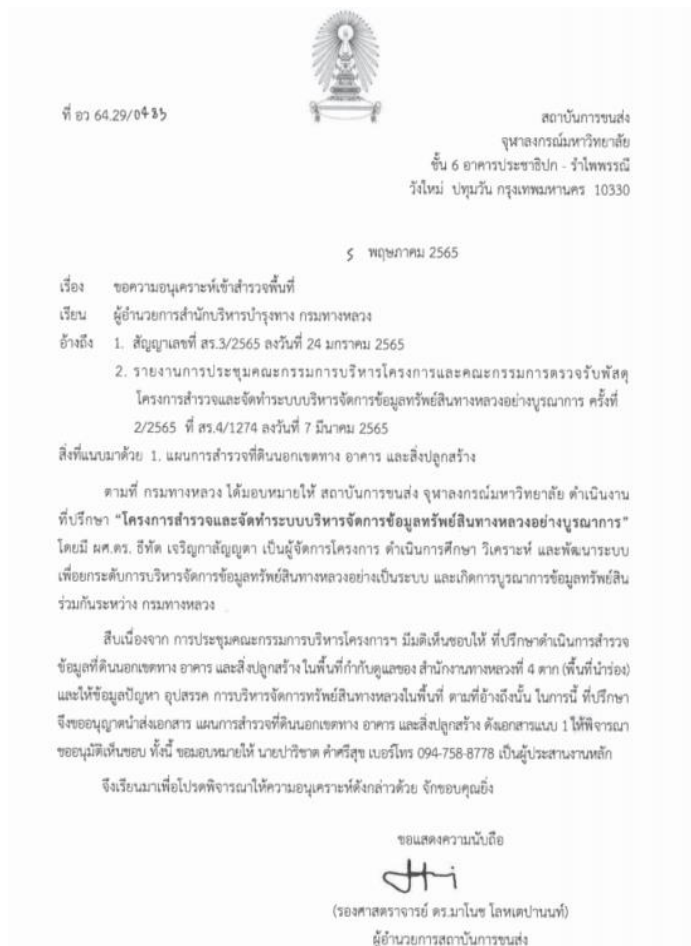 ที่ อว 64.29/0483
สถาบันการขนส่ง
จุฬาลงกรณ์มหาวิทยาลัย
ชั้น 6 อาคารประชาธิปก - รำไพพรรณี
วังใหม่ ปทุมวัน กรุงเทพมหานคร 10330
5 พฤษภาคม 2565
เรื่อง ขอความอนุเคราะห์เข้าสำรวจพื้นที่
เรียน ผู้อำนวยการสำนักบริหารบำรุงทาง กรมทางหลวง
อ้างถึง 1. สัญญาเลขที่ สร.3/2565 ลงวันที่ 24 มกราคม 2565
2. รายงานการประชุมคณะกรรมการบริหารโครงการและคณะกรรมการตรวจรับพัสดุ
โครงการสำรวจและจัดทำระบบบริหารจัดการข้อมูลทรัพย์สินทางหลวงอย่างบูรณาการ ครั้งที่
2/2565 ที่ สร.4/1274 ลงวันที่ 7 มีนาคม 2565
สิ่งที่แนบมาด้วย 1. แผนการสำรวจที่ดินนอกเขตทาง อาคาร และสิ่งปลูกสร้าง
ตามที่ กรมทางหลวง ได้มอบหมายให้ สถาบันการขนส่ง จุฬาลงกรณ์มหาวิทยาลัย ดำเนินงาน
ที่ปรึกษา "โครงการสำรวจและจัดทำระบบบริหารจัดการข้อมูลทรัพย์สินทางหลวงอย่างบูรณาการ"
โดยมี ผศ.ดร. ธีทัต เจริญกาลัญญูตา เป็นผู้จัดการโครงการ ดำเนินการศึกษา วิเคราะห์ และพัฒนาระบบ
เพื่อยกระดับการบริหารจัดการข้อมูลทรัพย์สินทางหลวงอย่างเป็นระบบ และเกิดการบูรณาการข้อมูลทรัพย์สิน
ร่วมกันระหว่าง กรมทางหลวง
สืบเนื่องจาก การประชุมคณะกรรมการบริหารโครงการฯ มีมติเห็นชอบให้ ที่ปรึกษาดำเนินการสำรวจ
ข้อมูลที่ดินนอกเขตทาง อาคาร และสิ่งปลูกสร้าง ในพื้นที่กำกับดูแลของ สำนักงานทางหลวงที่ 4 ตาก (พื้นที่นำร่อง)
และให้ข้อมูลปัญหา อุปสรรค การบริหารจัดการทรัพย์สินทางหลวงในพื้นที่ ตามที่อ้างถึงนั้น ในการนี้ ที่ปรึกษา
จึงขออนุญาตนำส่งเอกสาร แผนการสำรวจที่ดินนอกเขตทาง อาคาร และสิ่งปลูกสร้าง ดังเอกสารแนบ 1 ให้พิจารณา
ขออนุมัติเห็นชอบ ทั้งนี้ ขอมอบหมายให้ นายปาริชาต คำศรีสุข เบอร์โทร 094-758-8778 เป็นผู้ประสานงานหลัก
จึงเรียนมาเพื่อโปรดพิจารณาให้ความอนุเคราะห์ดังกล่าวด้วย จักขอบคุณยิ่ง
ขอแสดงความนับถือ
(รองศาสตราจารย์ ดร.มาโนช โลหเตปานนท์)
ผู้อำนวยการสถาบันการขนส่ง